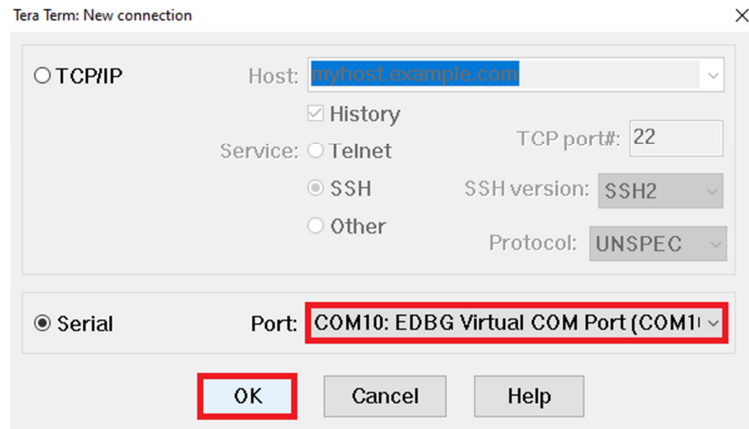 Tera Term: New connection
TCP/IP
Host: myhost.example.com
History
Service: Telnet
TCP port#: 22
SSH
SSH version: SSH2
Other
Protocol: UNSPEC
Serial
Port: COM10: EDBG Virtual COM Port (COM1
OK
Cancel
Help